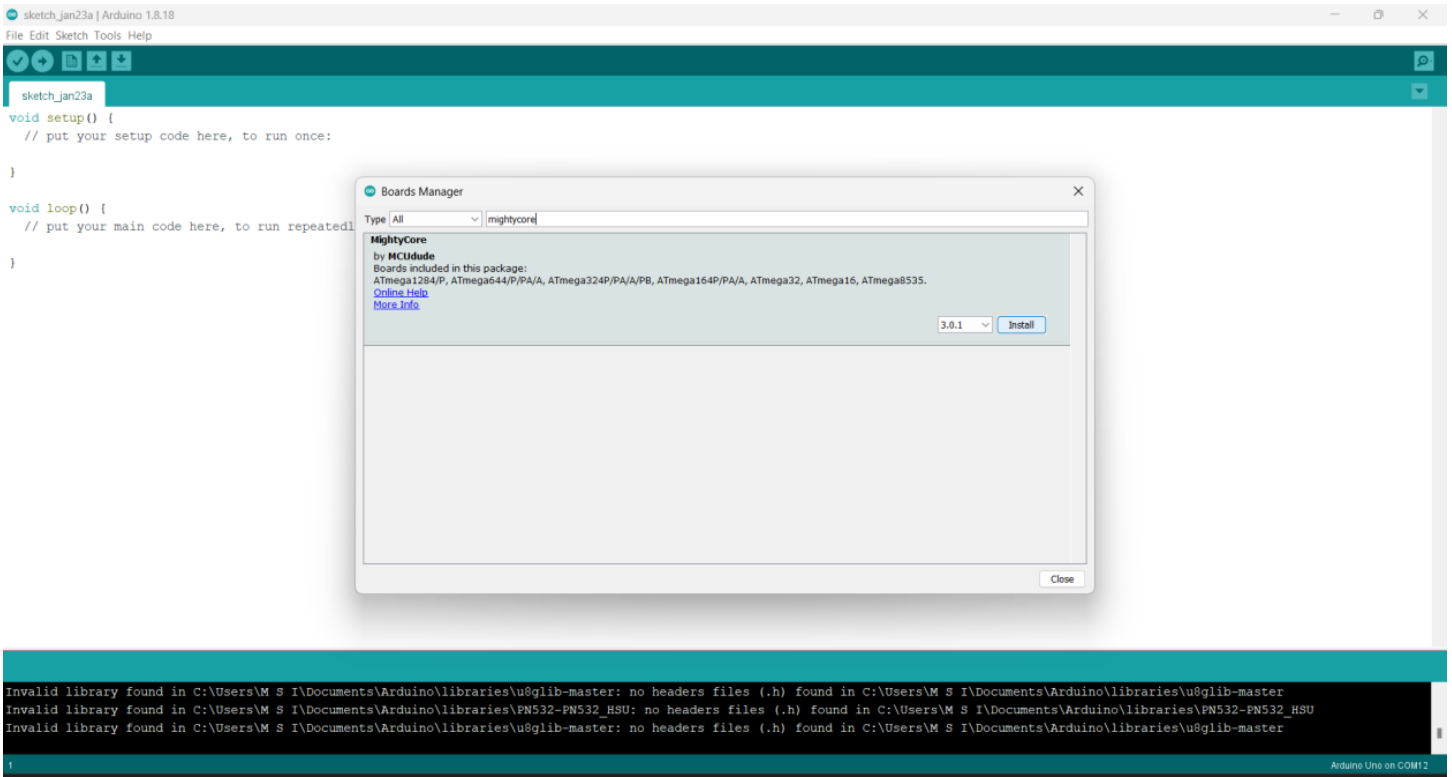 sketch_jan23a | Arduino 1.8.18
File Edit Sketch Tools Help
sketch_jan23a
void setup() {
// put your setup code here, to run once:
}
void loop() {
// put your main code here, to run repeatedl
}
Boards Manager
Type All mightycore
MightyCore
by MCUdude
Boards included in this package:
ATmega1284/P, ATmega644/P/PA/A, ATmega324P/PA/A/PB, ATmega164P/PA/A, ATmega32, ATmega16, ATmega8535.
Online Help
More Info
3.0.1 Install
Close
Invalid library found in C:\Users\M S I\Documents\Arduino\libraries\u8glib-master: no headers files (.h) found in C:\Users\M S I\Documents\Arduino\libraries\u8glib-master
Invalid library found in C:\Users\M S I\Documents\Arduino\libraries\PN532-PN532_HSU: no headers files (.h) found in C:\Users\M S I\Documents\Arduino\libraries\PN532-PN532_HSU
Invalid library found in C:\Users\M S I\Documents\Arduino\libraries\u8glib-master: no headers files (.h) found in C:\Users\M S I\Documents\Arduino\libraries\u8glib-master
1 Arduino Uno on COM12